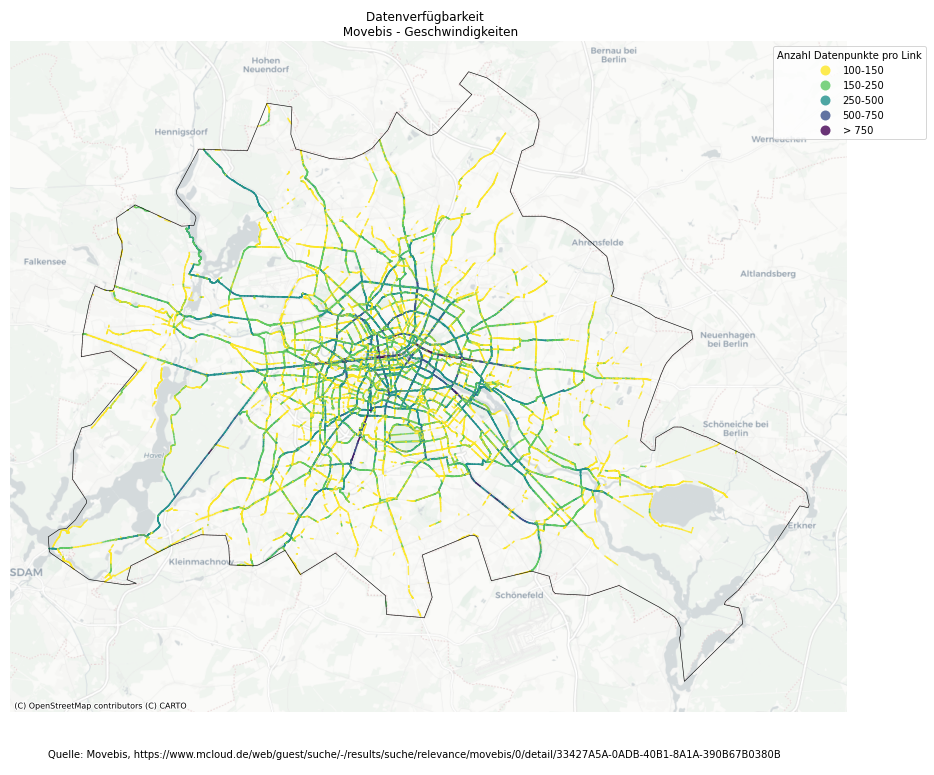 Datenverfügbarkeit
Movebis - Geschwindigkeiten
Anzahl Datenpunkte pro Link
100-150
150-250
250-500
500-750
> 750
Bernau bei
Berlin
Hohen
Neuendorf
Hennigsdorf
Werneuchen
Ahrensfelde
Falkensee
Altlandsberg
Neuenhagen
bei Berlin
Schöneiche bei
Berlin
Havel
Erkner
Kleinmachnow
SDAM
Schönefeld
(C) OpenStreetMap contributors (C) CARTO
Quelle: Movebis, https://www.mcloud.de/web/guest/suche/-/results/suche/relevance/movebis/0/detail/33427A5A-0ADB-40B1-8A1A-390B67B0380B